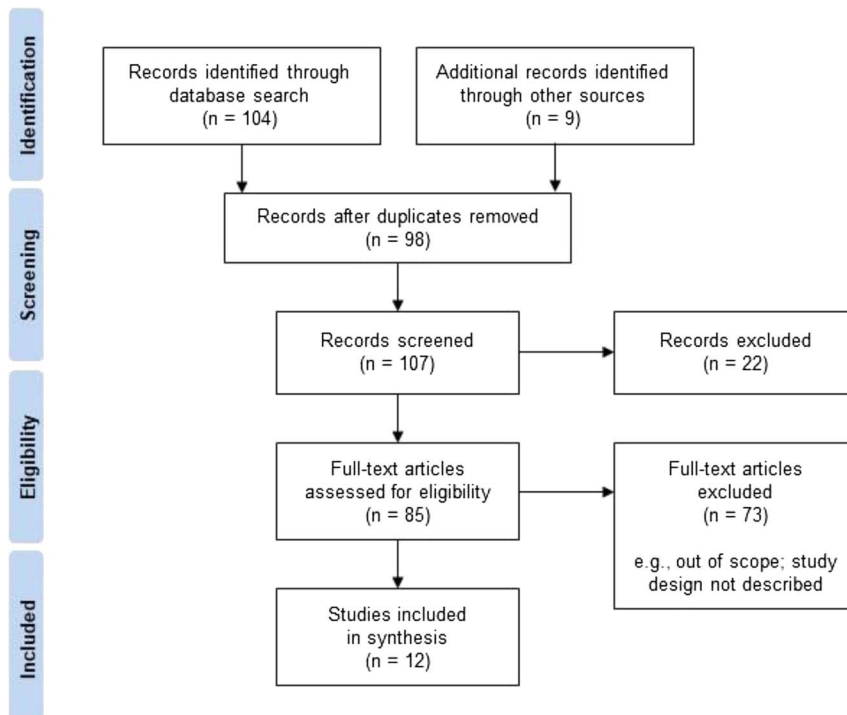 Identification
Records identified through
database search
(n = 104)
Additional records identified
through other sources
(n = 9)
Screening
Records after duplicates removed
(n = 98)
Records screened
(n = 107)
Records excluded
(n = 22)
Eligibility
Full-text articles
assessed for eligibility
(n = 85)
Full-text articles
excluded
(n = 73)
e.g., out of scope; study
design not described
Included
Studies included
in synthesis
(n = 12)